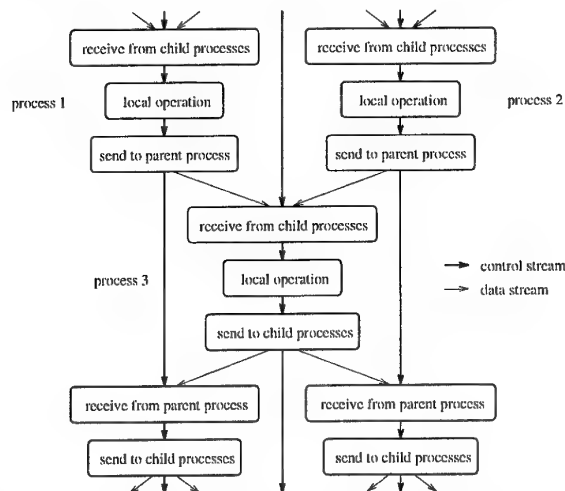 receive from child processes
receive from child processes
process 1
local operation
local operation
process 2
send to parent process
send to parent process
receive from child processes
process 3
local operation
control stream
data stream
send to child processes
receive from parent process
receive from parent process
send to child processes
send to child processes